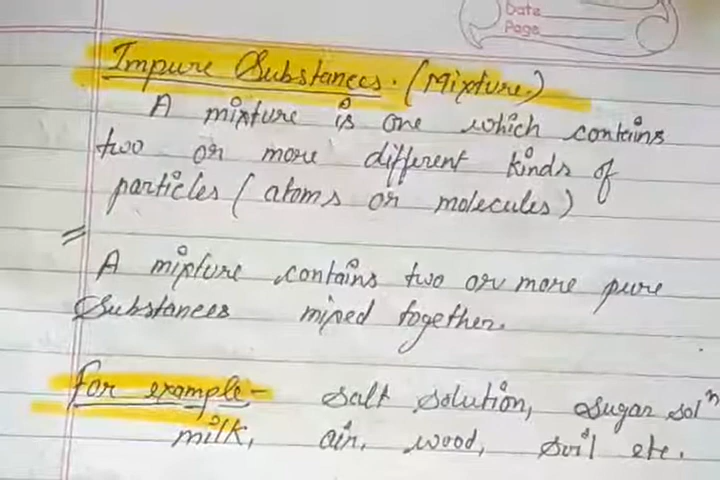 Date
Page
Impure Substances. (Mixture.)
A mixture is one which contains
two or more different kinds of
particles (atoms or molecules)
A mixture contains two or more pure
Substances mixed together.
For example- salt solution, sugar solⁿ
milk, air, wood, soil etc.